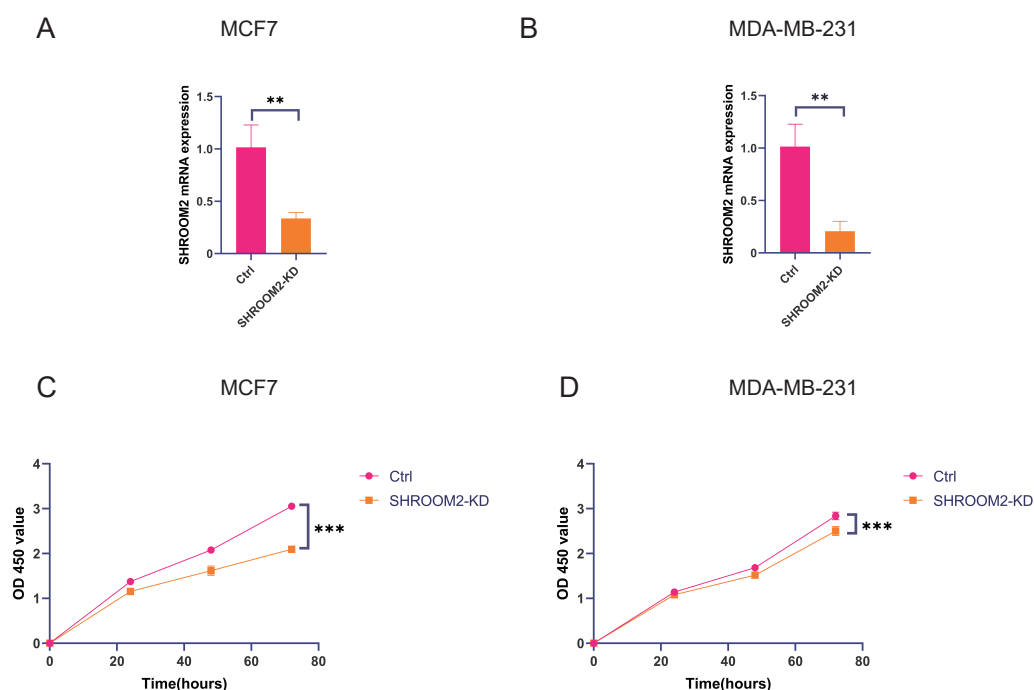 A
MCF7
B
MDA-MB-231
SHROOM2 mRNA expression
1.5
1.0
0.5
0
**
Ctrl
SHROOM2-KD
SHROOM2 mRNA expression
1.5
1.0
0.5
0
**
Ctrl
SHROOM2-KD
C
MCF7
D
MDA-MB-231
OD 450 value
4
3
2
1
0
0
20
40
60
80
Time(hours)
Ctrl
SHROOM2-KD
***
OD 450 value
4
3
2
1
0
0
20
40
60
80
Time(hours)
Ctrl
SHROOM2-KD
***